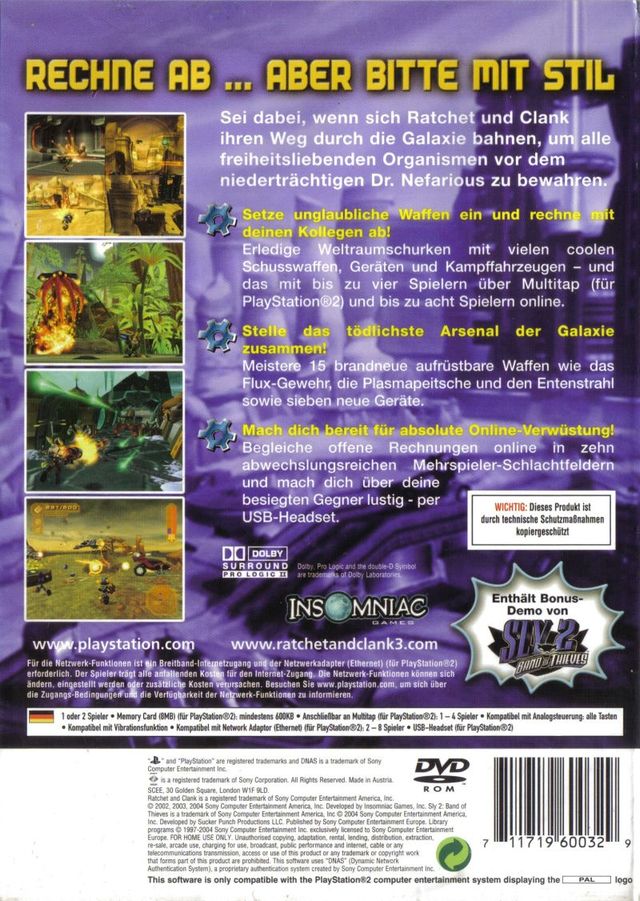 RECHNE AB ... ABER BITTE MIT STIL
Sei dabei, wenn sich Ratchet und Clank
ihren Weg durch die Galaxie bahnen, um alle
freiheitsliebenden Organismen vor dem
niederträchtigen Dr. Nefarious zu bewahren.
Setze unglaubliche Waffen ein und rechne mit
deinen Kollegen ab!
Erledige Weltraumschurken mit vielen coolen
Schusswaffen, Geräten und Kampffahrzeugen – und
das mit bis zu vier Spielern über Multitap (für
PlayStation®2) und bis zu acht Spielern online.
Stelle das tödlichste Arsenal der Galaxie
zusammen!
Meistere 15 brandneue aufrüstbare Waffen wie das
Flux-Gewehr, die Plasmapeitsche und den Entenstrahl
sowie sieben neue Geräte.
Mach dich bereit für absolute Online-Verwüstung!
Begleiche offene Rechnungen online in zehn
abwechslungsreichen Mehrspieler-Schlachtfeldern
und mach dich über deine
besiegten Gegner lustig - per
USB-Headset.
WICHTIG: Dieses Produkt ist
durch technische Schutzmaßnahmen
kopiergeschützt
DOLBY
SURROUND
PRO LOGIC II
Dolby, Pro Logic and the double-D Symbol
are trademarks of Dolby Laboratories.
INSOMNIAC
GAMES
Enthält Bonus-
Demo von
SLY 2
BAND OF THIEVES
www.playstation.com www.ratchetandclank3.com
Für die Netzwerk-Funktionen ist ein Breitband-Internetzugang und der Netzwerkadapter (Ethernet) (für PlayStation®2)
erforderlich. Der Spieler trägt alle anfallenden Kosten für den Internet-Zugang. Die Netzwerk-Funktionen können sich
ändern, eingestellt werden oder zusätzliche Kosten verursachen. Besuchen Sie www.playstation.com, um sich über
die Zugangs-Bedingungen und die Verfügbarkeit der Netzwerk-Funktionen zu informieren.
1 oder 2 Spieler • Memory Card (8MB) (für PlayStation®2): mindestens 600KB • Anschließbar an Multitap (für PlayStation®2): 1 – 4 Spieler • Kompatibel mit Analogsteuerung: alle Tasten
• Kompatibel mit Vibrationsfunktion • Kompatibel mit Network Adaptor (Ethernet) (für PlayStation®2): 2 – 8 Spieler • USB-Headset (für PlayStation®2)
" and "PlayStation" are registered trademarks and DNAS is a trademark of Sony
Computer Entertainment Inc.
is a registered trademark of Sony Corporation. All Rights Reserved. Made in Austria.
SCEE, 30 Golden Square, London W1F 9LD.
Ratchet and Clank is a registered trademark of Sony Computer Entertainment America, Inc.
© 2002, 2003, 2004 Sony Computer Entertainment America, Inc. Developed by Insomniac Games, Inc. Sly 2: Band of
Thieves is a trademark of Sony Computer Entertainment America, Inc © 2004 Sony Computer Entertainment America, Inc.
Developed by Sucker Punch Productions LLC. Published by Sony Computer Entertainment Europe. Library
programs © 1997-2004 Sony Computer Entertainment Inc. exclusively licensed to Sony Computer Entertainment
Europe. FOR HOME USE ONLY. Unauthorised copying, adaptation, rental, lending, distribution, extraction,
re-sale, arcade use, charging for use, broadcast, public performance and internet, cable or any
telecommunications transmission, access or use of this product or any trademark or copyright work
that forms part of this product are prohibited. This software uses "DNAS" (Dynamic Network
Authentication System), a proprietary authentication system created by Sony Computer Entertainment Inc.
DVD
ROM
7 11719 60032 9
This software is only compatible with the PlayStation®2 computer entertainment system displaying the PAL logo